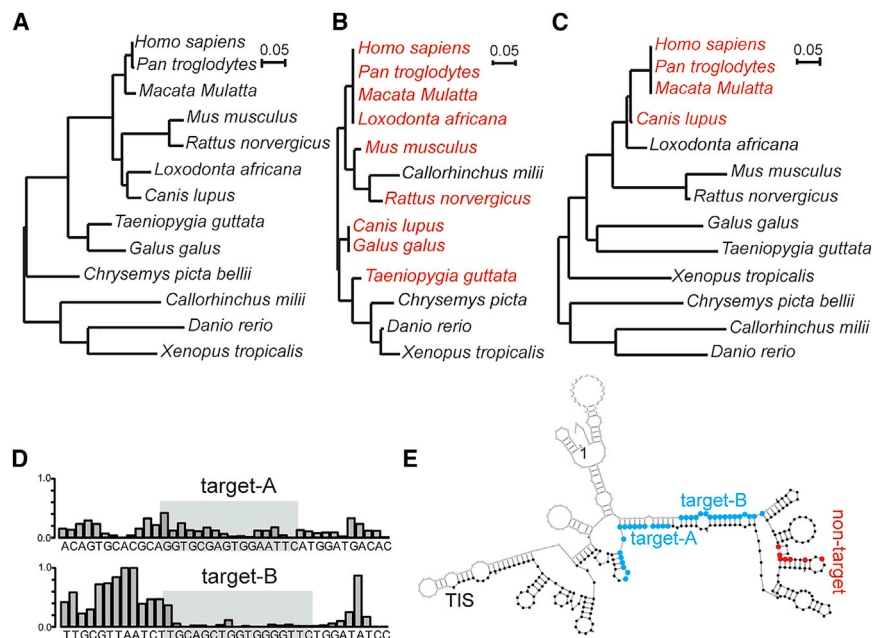 A
Homo sapiens
0.05
Pan troglodytes
Macata Mulatta
Mus musculus
Rattus norvergicus
Loxodonta africana
Canis lupus
Taeniopygia guttata
Galus galus
Chrysemys picta bellii
Callorhinchus milii
Danio rerio
Xenopus tropicalis
B
Homo sapiens
0.05
Pan troglodytes
Macata Mulatta
Loxodonta africana
Mus musculus
Callorhinchus milii
Rattus norvergicus
Canis lupus
Galus galus
Taeniopygia guttata
Chrysemys picta
Danio rerio
Xenopus tropicalis
C
Homo sapiens
0.05
Pan troglodytes
Macata Mulatta
Canis lupus
Loxodonta africana
Mus musculus
Rattus norvergicus
Galus galus
Taeniopygia guttata
Xenopus tropicalis
Chrysemys picta bellii
Callorhinchus milii
Danio rerio
D
target-A
1.0
0.0
ACAGTGCACGCAGGTGCGAGTGGAATTCATGGATGACAC
target-B
1.0
0.0
TTGCGTTAATCTTGCAGCTGGTGGGGTTCTGGATATCC
E
1
target-B
target-A
non-target
TIS